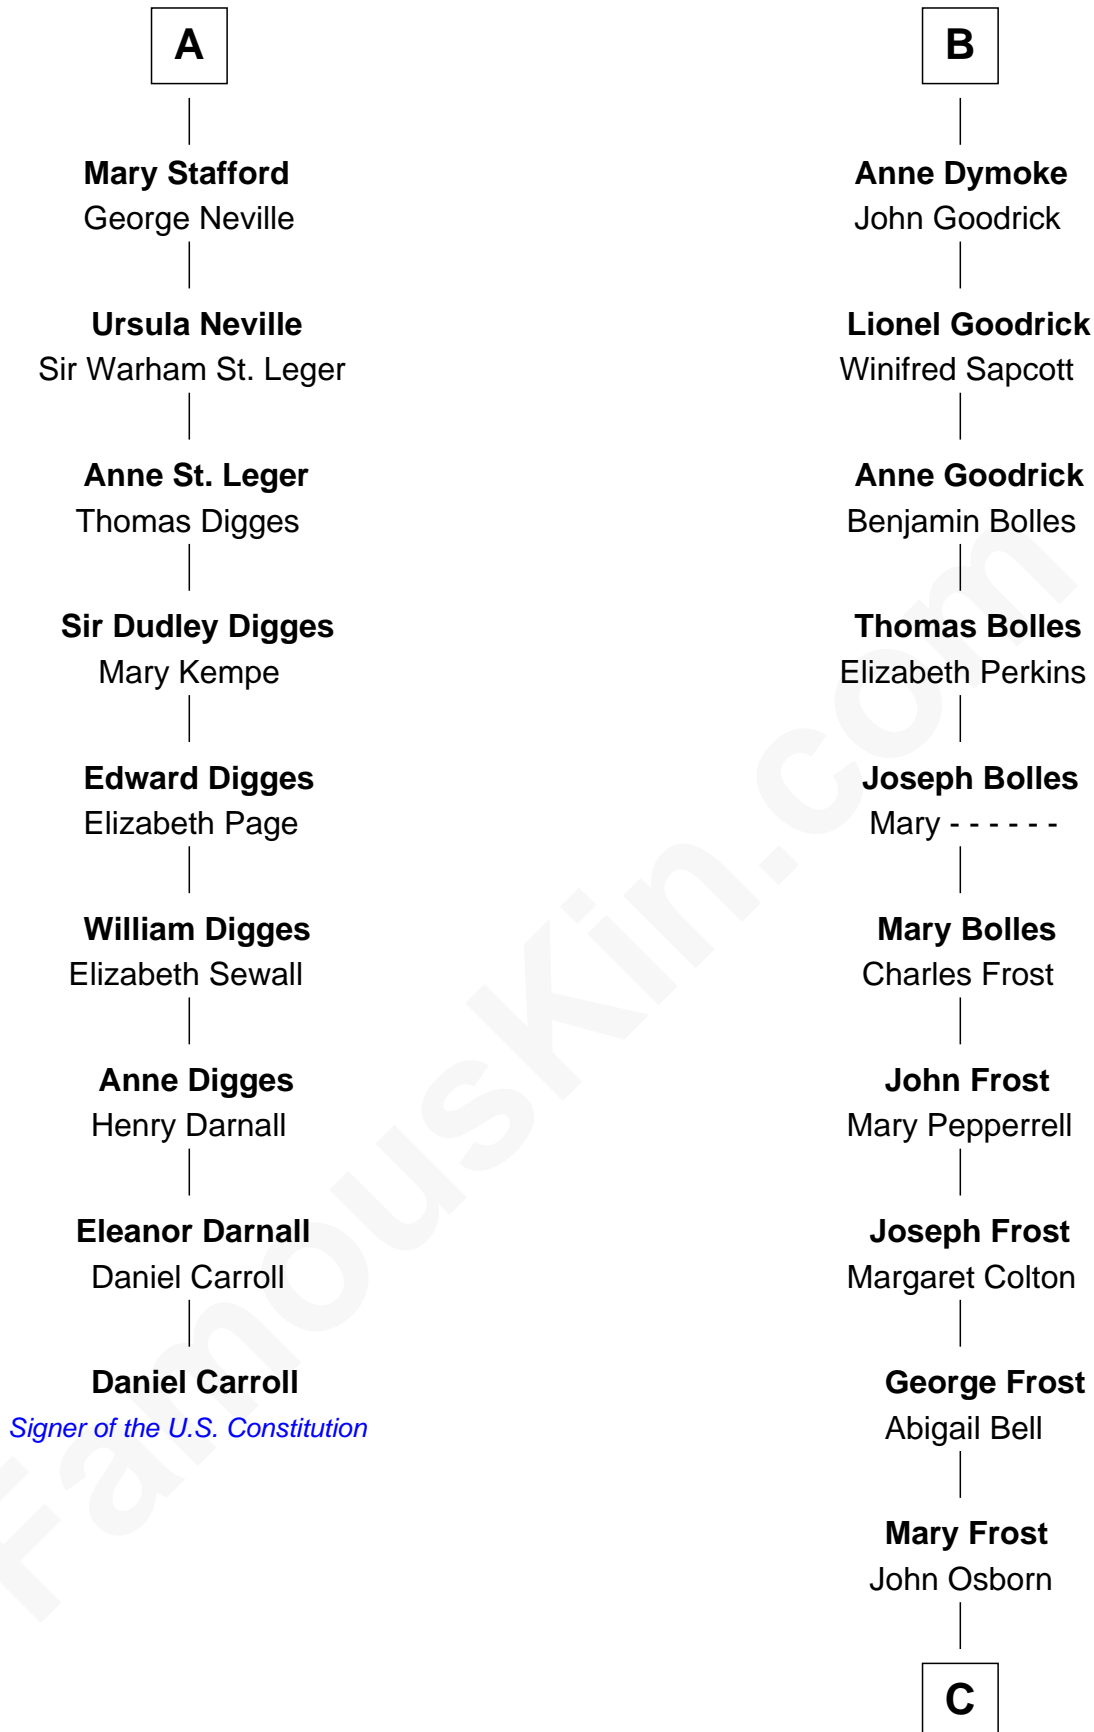 A
Mary Stafford
George Neville
Ursula Neville
Sir Warham St. Leger
Anne St. Leger
Thomas Digges
Sir Dudley Digges
Mary Kempe
Edward Digges
Elizabeth Page
William Digges
Elizabeth Sewall
Anne Digges
Henry Darnall
Eleanor Darnall
Daniel Carroll
Daniel Carroll
Signer of the U.S. Constitution
B
Anne Dymoke
John Goodrick
Lionel Goodrick
Winifred Sapcott
Anne Goodrick
Benjamin Bolles
Thomas Bolles
Elizabeth Perkins
Joseph Bolles
Mary - - - - - -
Mary Bolles
Charles Frost
John Frost
Mary Pepperrell
Joseph Frost
Margaret Colton
George Frost
Abigail Bell
Mary Frost
John Osborn
C
FamousKin.com